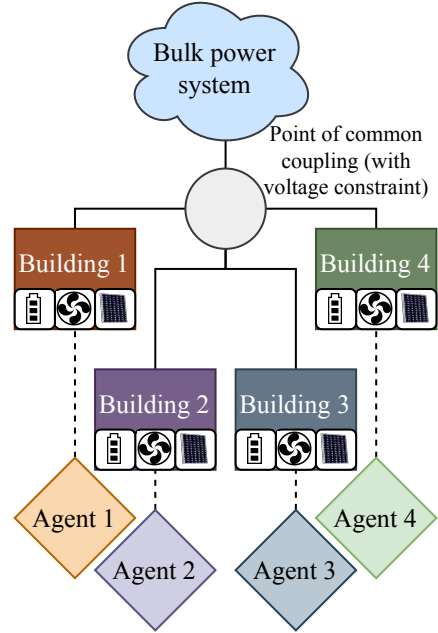 Bulk power
system
Point of common
coupling (with
voltage constraint)
Building 1
Building 4
Building 2
Building 3
Agent 1
Agent 4
Agent 2
Agent 3